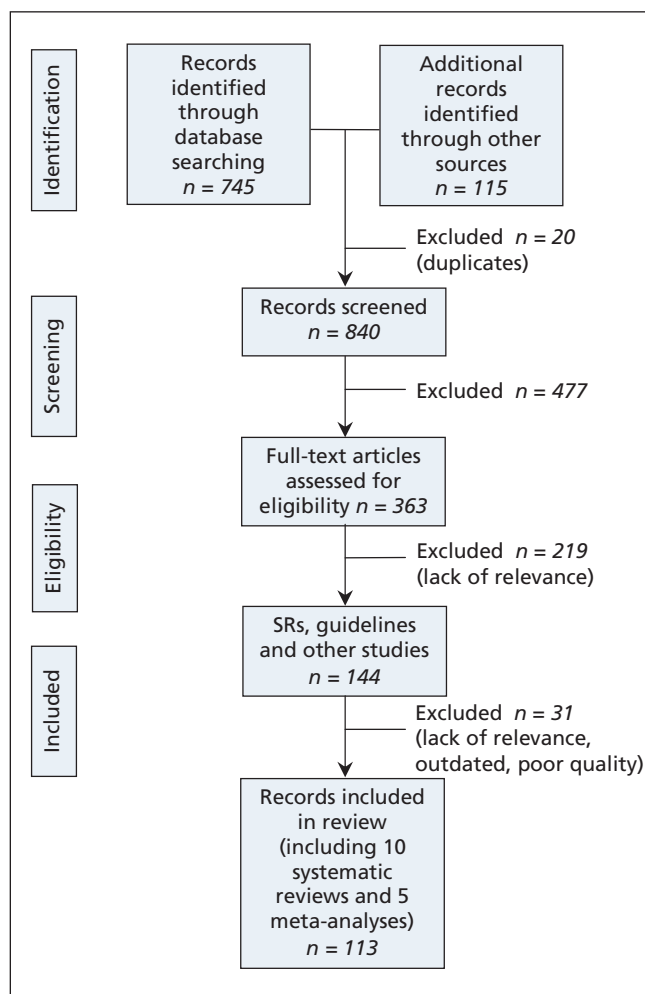 Identification
Records
identified
through
database
searching
n = 745
Additional
records
identified
through other
sources
n = 115
Excluded n = 20
(duplicates)
Screening
Records screened
n = 840
Excluded n = 477
Full-text articles
assessed for
eligibility n = 363
Eligibility
Excluded n = 219
(lack of relevance)
SRs, guidelines
and other studies
n = 144
Included
Excluded n = 31
(lack of relevance,
outdated, poor quality)
Records included
in review
(including 10
systematic
reviews and 5
meta-analyses)
n = 113